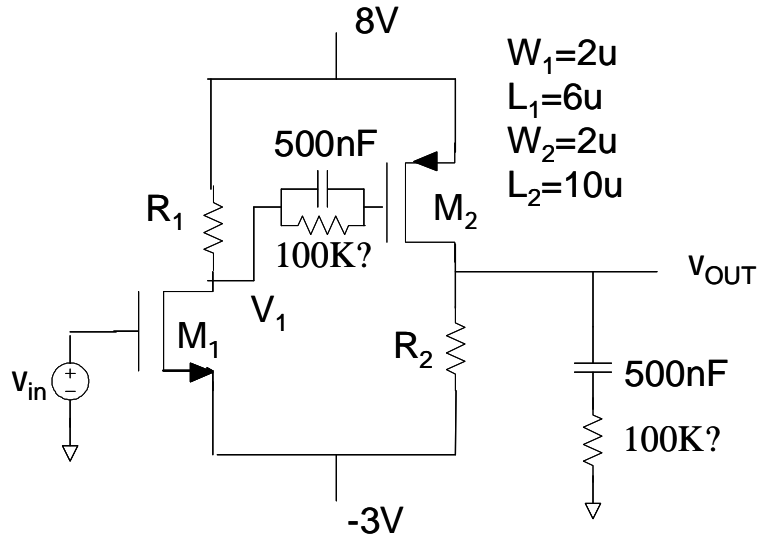 8V
W₁=2u
L₁=6u
W₂=2u
L₂=10u
500nF
R₁
M₂
100K?
V₁
vOUT
M₁
R₂
vin
+
−
500nF
100K?
-3V